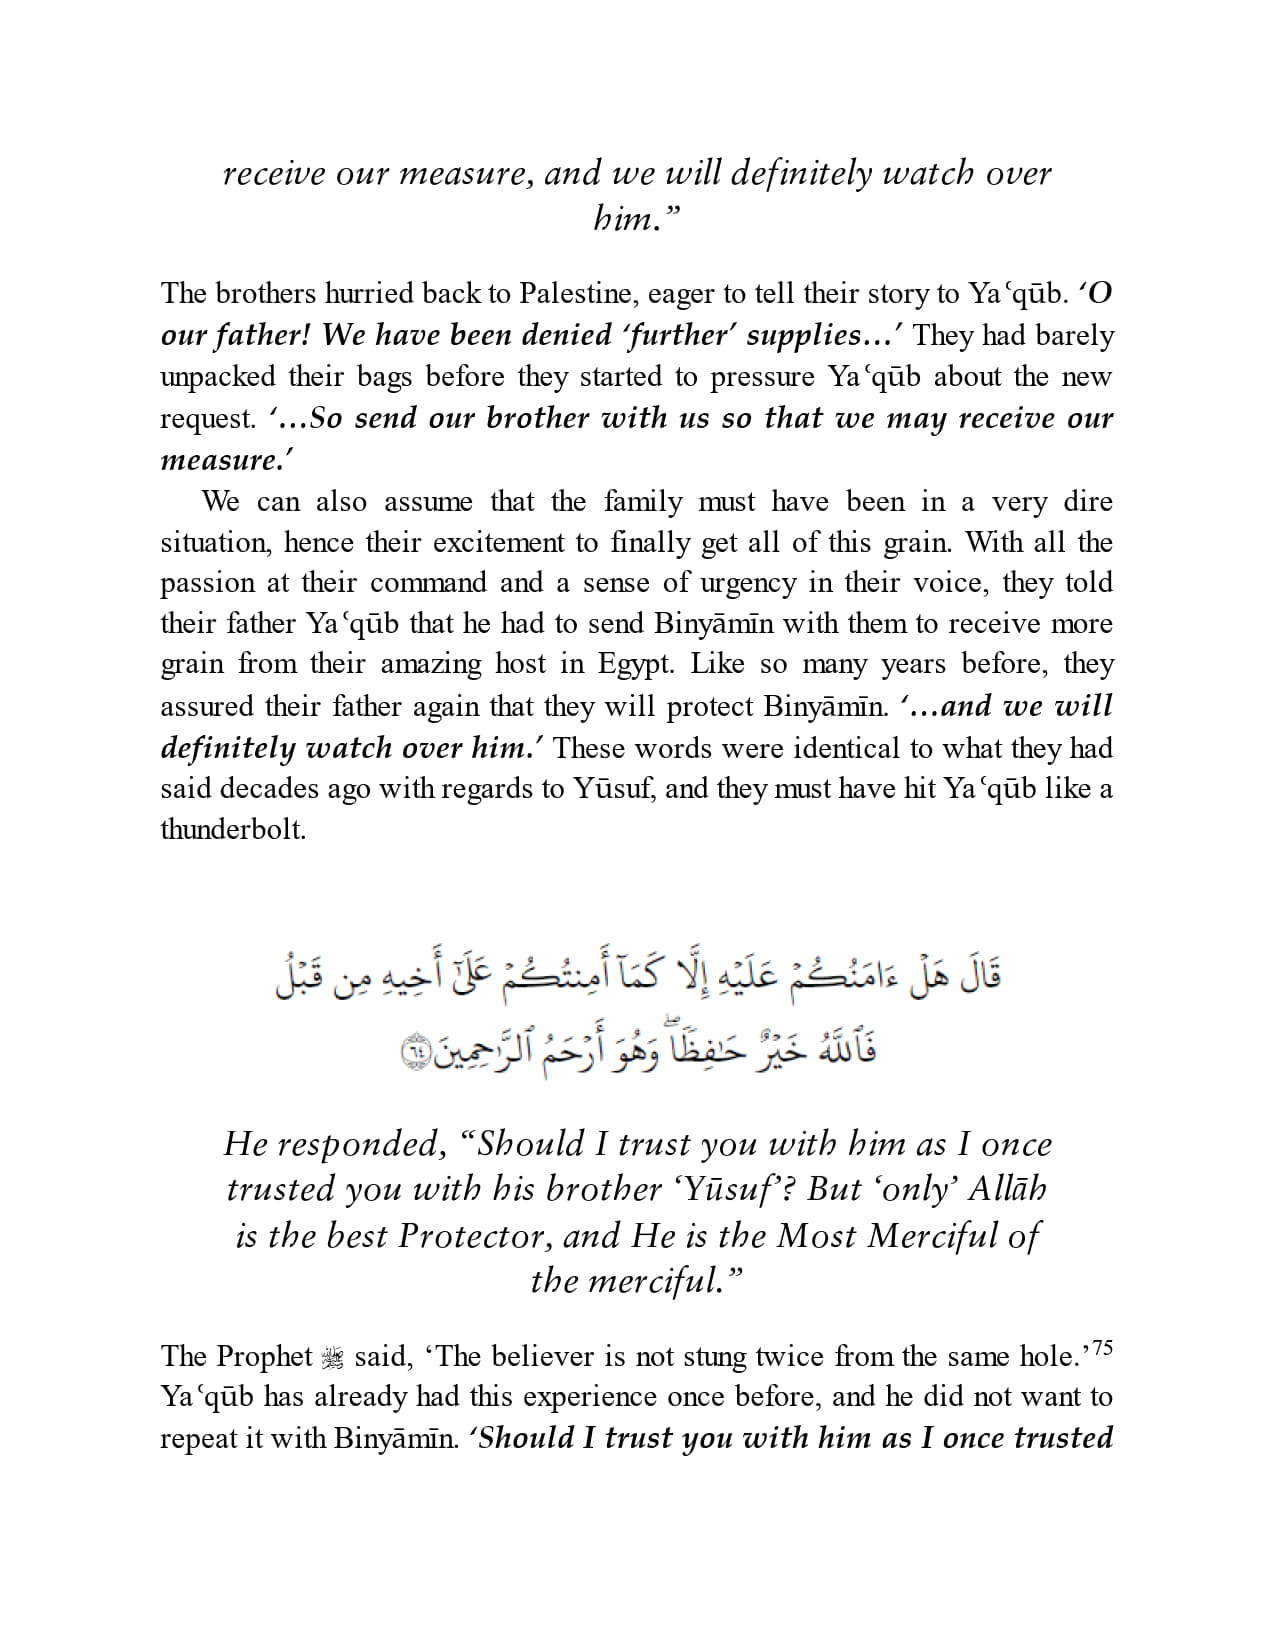 receive our measure, and we will definitely watch over
him.”
The brothers hurried back to Palestine, eager to tell their story to Yaʿqūb. ‘O
our father! We have been denied ‘further’ supplies…’ They had barely
unpacked their bags before they started to pressure Yaʿqūb about the new
request. ‘…So send our brother with us so that we may receive our
measure.’
We can also assume that the family must have been in a very dire
situation, hence their excitement to finally get all of this grain. With all the
passion at their command and a sense of urgency in their voice, they told
their father Yaʿqūb that he had to send Binyāmīn with them to receive more
grain from their amazing host in Egypt. Like so many years before, they
assured their father again that they will protect Binyāmīn. ‘…and we will
definitely watch over him.’ These words were identical to what they had
said decades ago with regards to Yūsuf, and they must have hit Yaʿqūb like a
thunderbolt.
قَالَ هَلْ ءَامَنُكُمْ عَلَيْهِ إِلَّا كَمَآ أَمِنتُكُمْ عَلَىٰٓ أَخِيهِ مِن قَبْلُ
فَٱللَّهُ خَيْرٌ حَـٰفِظًا ۖ وَهُوَ أَرْحَمُ ٱلرَّٰحِمِينَ ٦٤
He responded, “Should I trust you with him as I once
trusted you with his brother ‘Yūsuf’? But ‘only’ Allāh
is the best Protector, and He is the Most Merciful of
the merciful.”
The Prophet ﷺ said, ‘The believer is not stung twice from the same hole.’75
Yaʿqūb has already had this experience once before, and he did not want to
repeat it with Binyāmīn. ‘Should I trust you with him as I once trusted